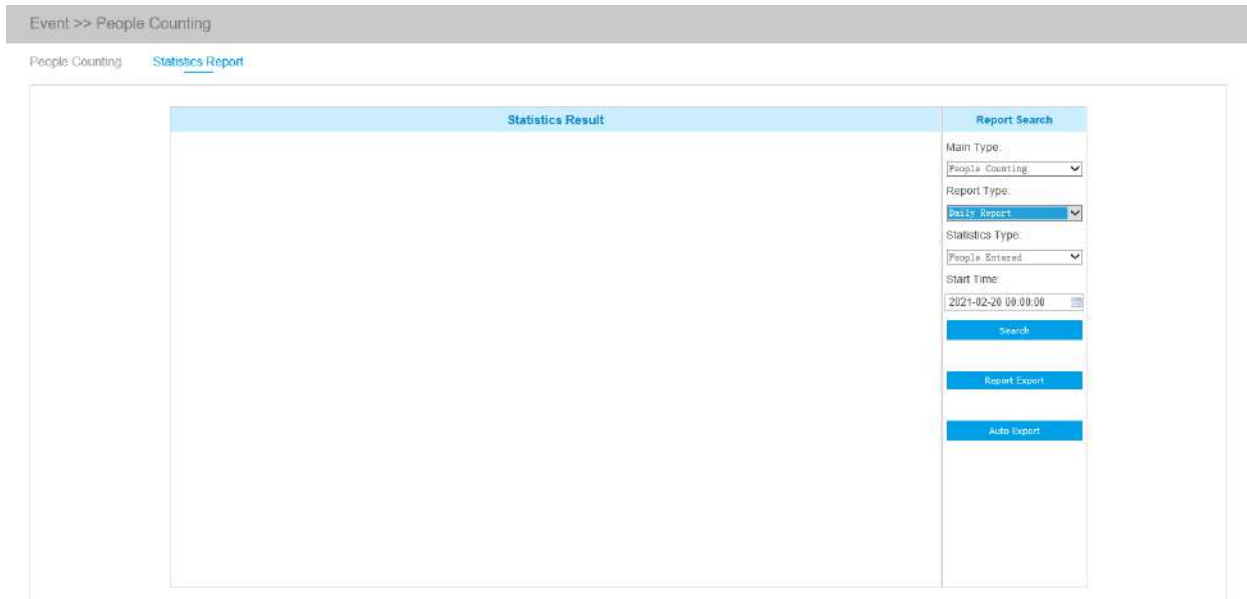 Event >> People Counting
People Counting Statistics Report
Statistics Result
Report Search
Main Type:
People Counting
Report Type:
Daily Report
Statistics Type:
People Entered
Start Time:
2021-02-20 00:00:00
Search
Report Export
Auto Export